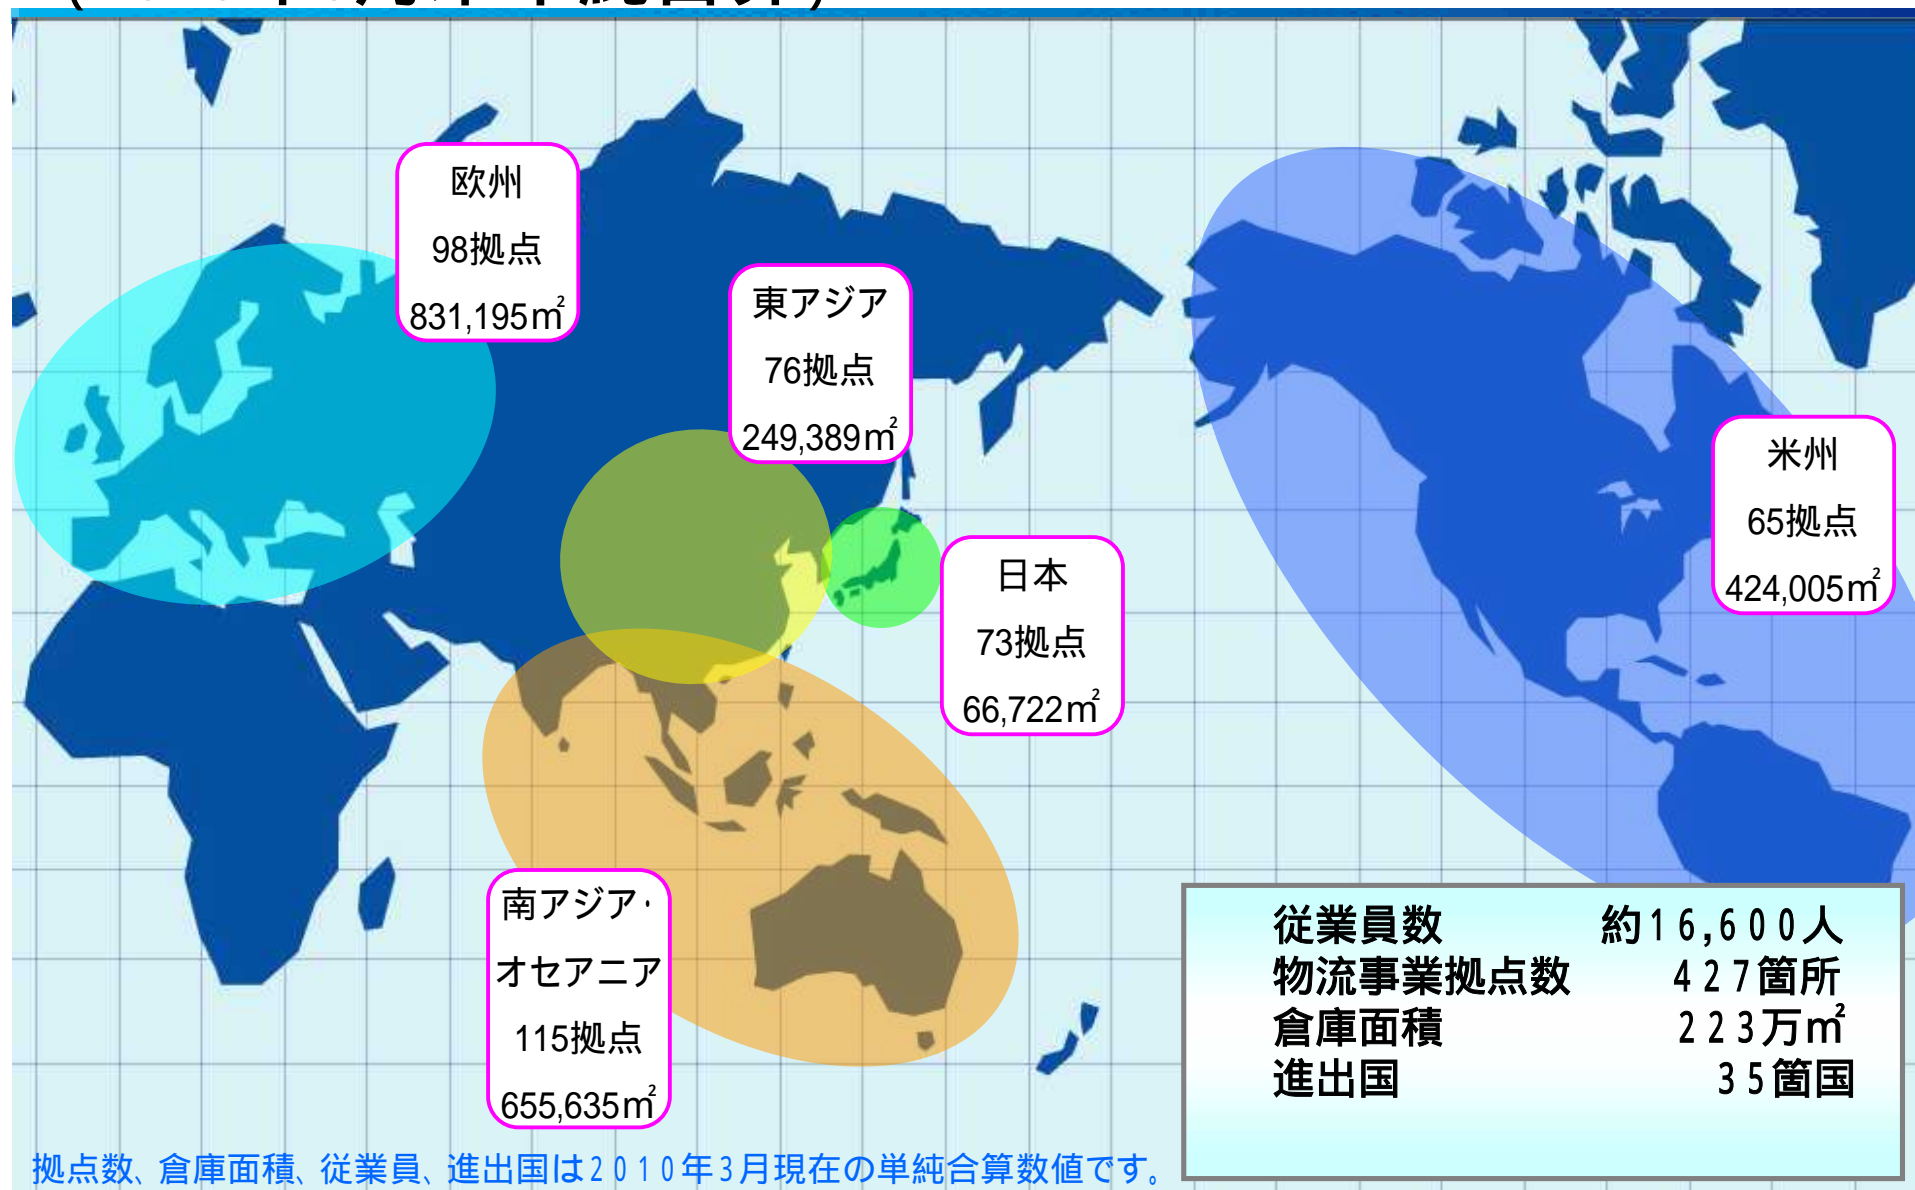 欧州
98拠点
831,195㎡
東アジア
76拠点
249,389㎡
米州
65拠点
424,005㎡
日本
73拠点
66,722㎡
南アジア・
オセアニア
115拠点
655,635㎡
従業員数 約16,600人
物流事業拠点数 427箇所
倉庫面積 223万㎡
進出国 35箇国
拠点数、倉庫面積、従業員、進出国は2010年3月現在の単純合算数値です。